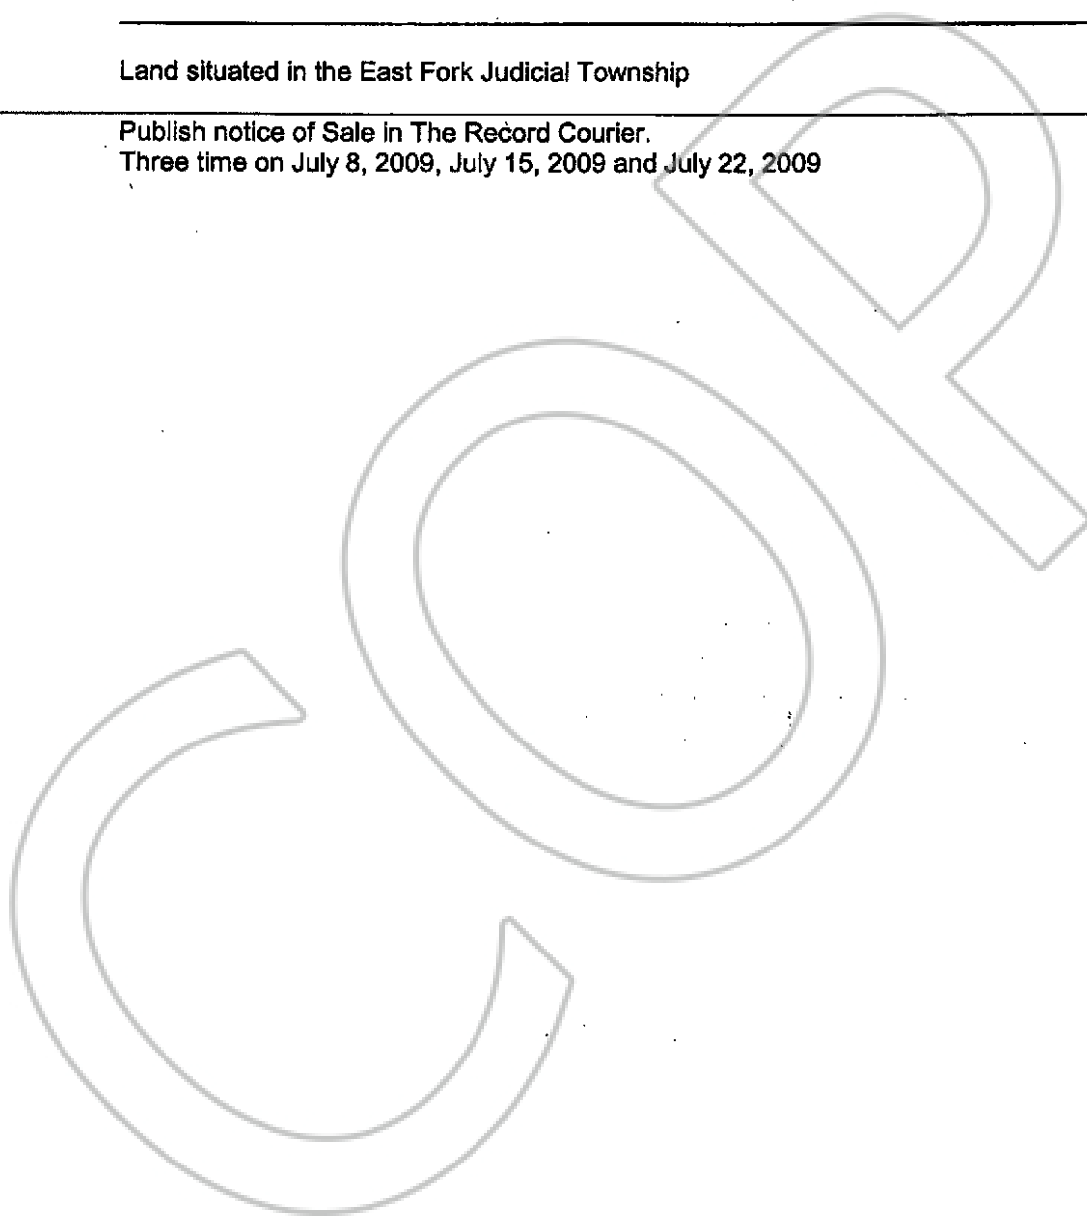 Land situated in the East Fork Judicial Township
Publish notice of Sale in The Record Courier.
Three time on July 8, 2009, July 15, 2009 and July 22, 2009
COP